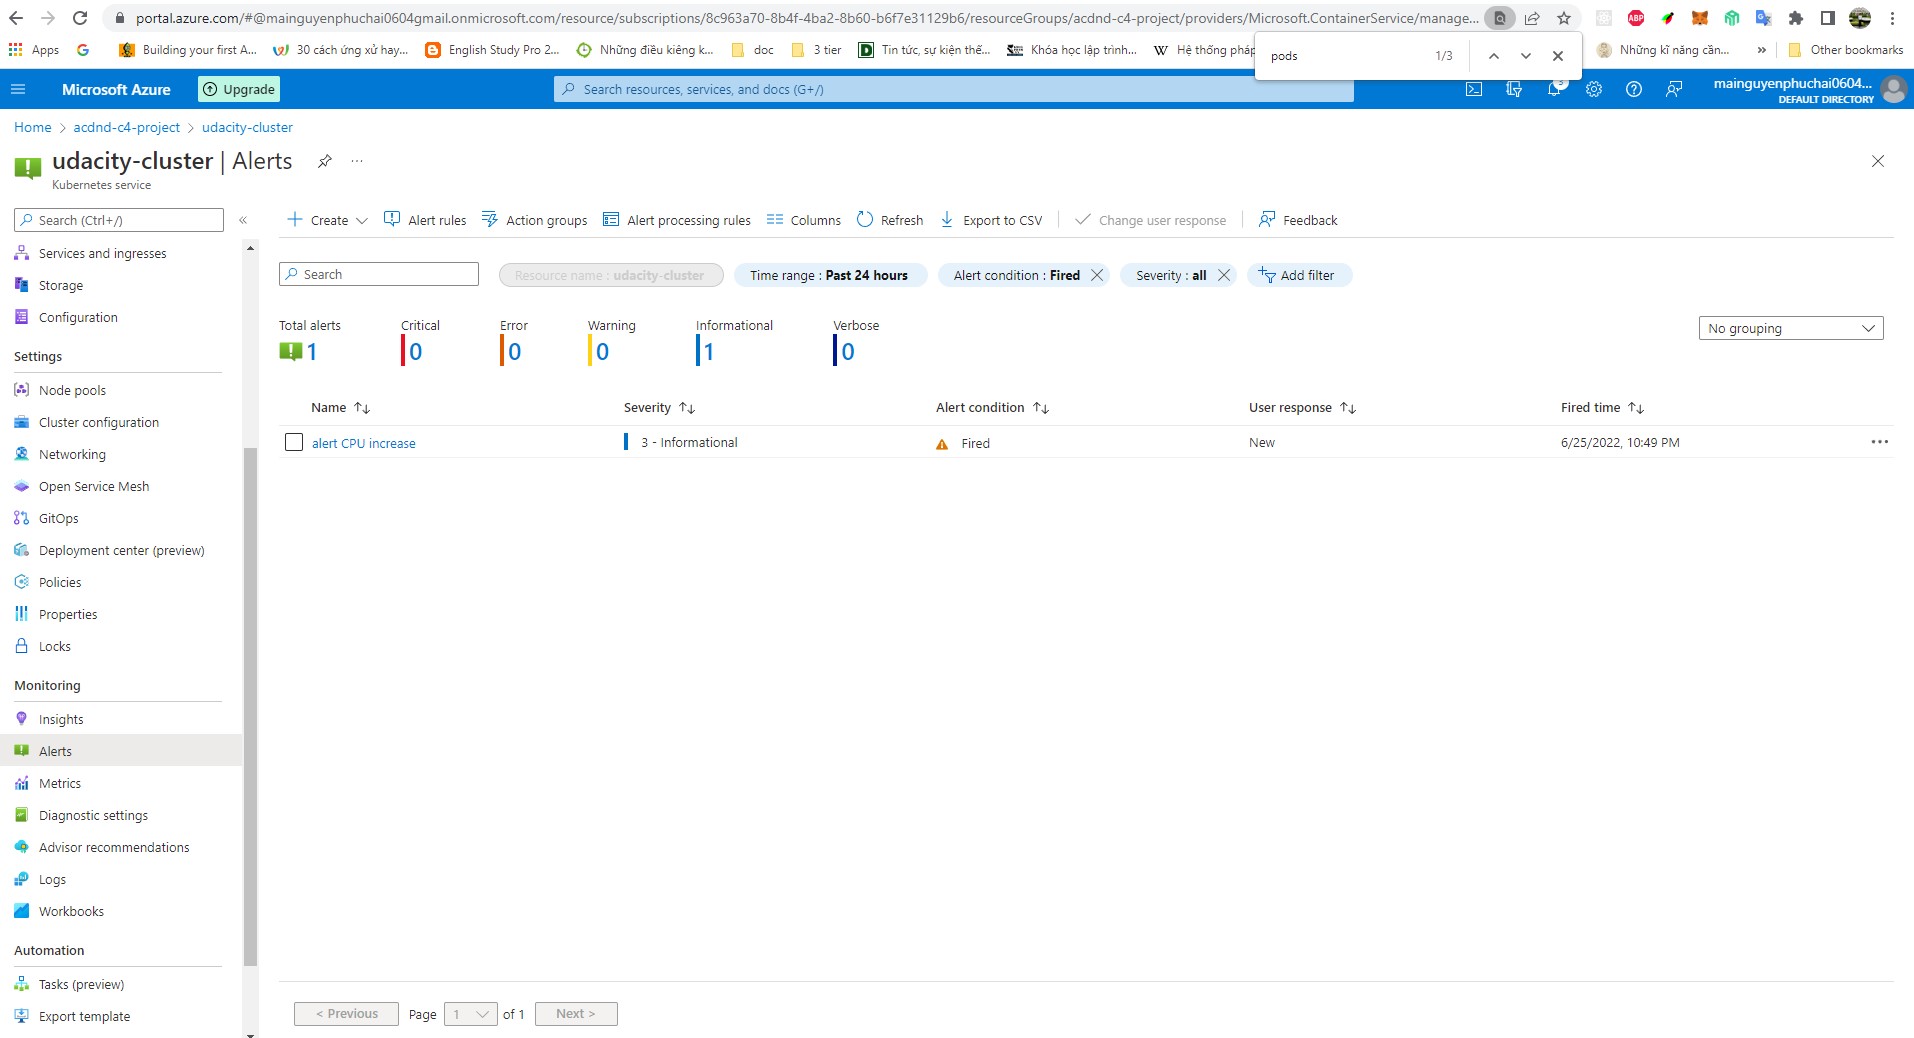 portal.azure.com/#@mainguyenphuchai0604gmail.onmicrosoft.com/resource/subscriptions/8c963a70-8b4f-4ba2-8b60-b6f7e31129b6/resourceGroups/acdnd-c4-project/providers/Microsoft.ContainerService/manage...
Apps
Building your first A...
30 cách ứng xử hay...
English Study Pro 2...
Những điều kiêng k...
doc
3 tier
Tin tức, sự kiện thế...
Khóa học lập trình...
Hệ thống pháp
Những kĩ năng cần...
»
Other bookmarks
pods
1/3
Microsoft Azure
Upgrade
Search resources, services, and docs (G+/)
3
mainguyenphuchai0604...
DEFAULT DIRECTORY
Home > acdnd-c4-project > udacity-cluster
udacity-cluster | Alerts
Kubernetes service
Search (Ctrl+/)
«
Services and ingresses
Storage
Configuration
Settings
Node pools
Cluster configuration
Networking
Open Service Mesh
GitOps
Deployment center (preview)
Policies
Properties
Locks
Monitoring
Insights
Alerts
Metrics
Diagnostic settings
Advisor recommendations
Logs
Workbooks
Automation
Tasks (preview)
Export template
Create
Alert rules
Action groups
Alert processing rules
Columns
Refresh
Export to CSV
Change user response
Feedback
Search
Resource name : udacity-cluster
Time range : Past 24 hours
Alert condition : Fired
Severity : all
Add filter
Total alerts
1
Critical
0
Error
0
Warning
0
Informational
1
Verbose
0
No grouping
Name
Severity
Alert condition
User response
Fired time
alert CPU increase
3 - Informational
Fired
New
6/25/2022, 10:49 PM
< Previous
Page
1
of 1
Next >